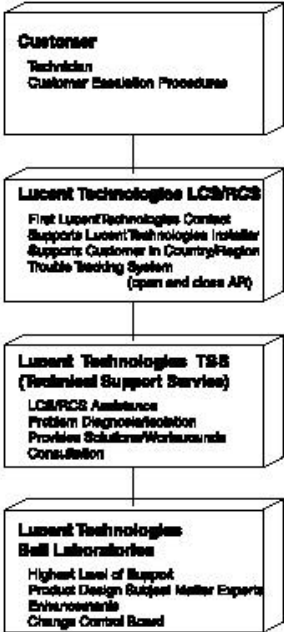 Customer
Technician
Customer Escalation Procedures
Lucent Technologies LCS/RCS
First Lucent Technologies Contact
Supports Lucent Technologies Installer
Supports Customer in Country/Region
Trouble Tracking System
(open and close AR)
Lucent Technologies TSS
(Technical Support Service)
LCS/RCS Assistance
Problem Diagnosis/Isolation
Provides Solutions/Workarounds
Consultation
Lucent Technologies
Bell Laboratories
Highest Level of Support
Product Design Subject Matter Experts
Enhancements
Change Control Board